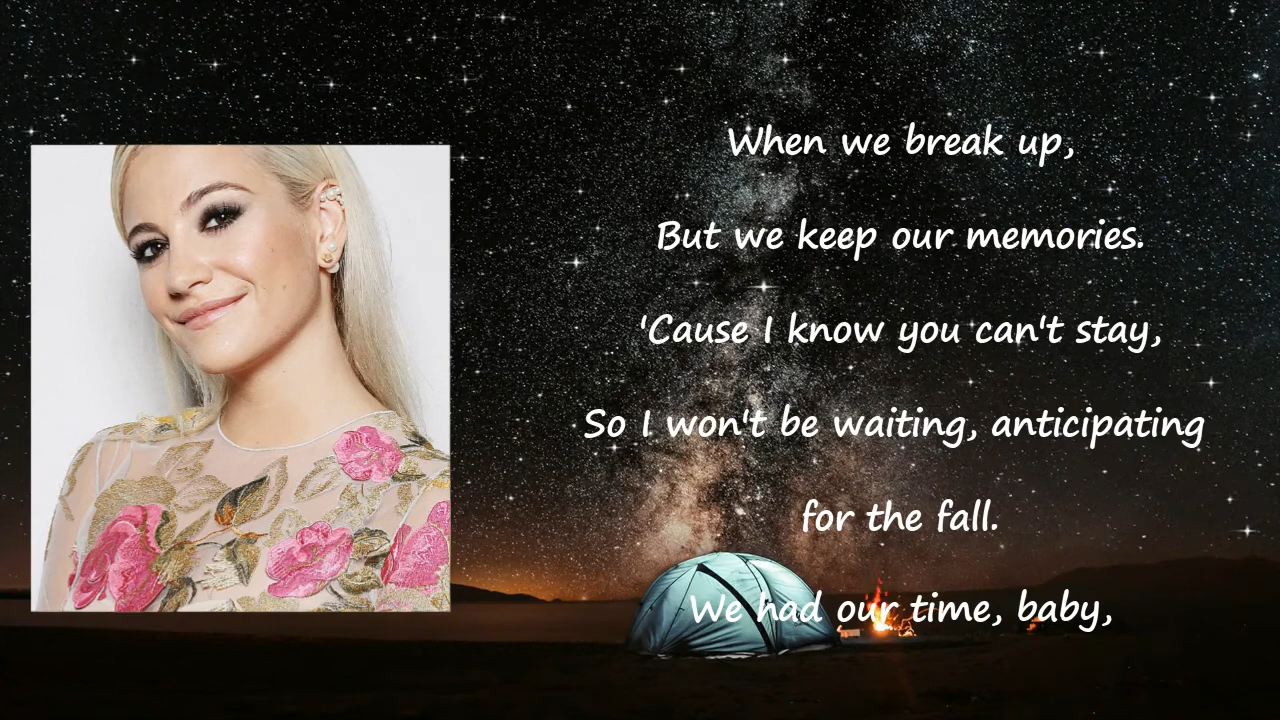 When we break up,
But we keep our memories.
'Cause I know you can't stay,
So I won't be waiting, anticipating
for the fall.
We had our time, baby,